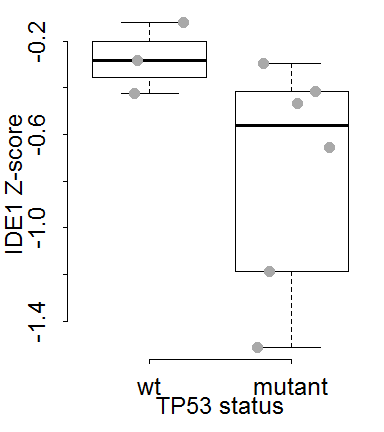 IDE1 Z-score
-0.2
-0.6
-1.0
-1.4
wt
mutant
TP53 status